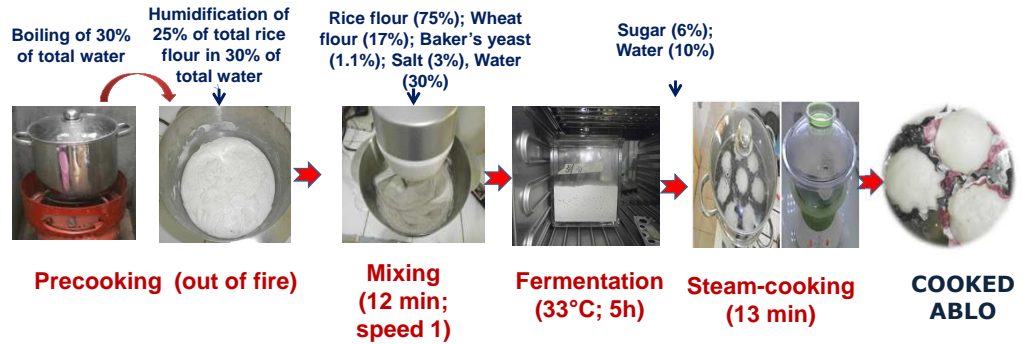 Boiling of 30%
of total water
Humidification of
25% of total rice
flour in 30% of
total water
Rice flour (75%); Wheat
flour (17%); Baker’s yeast
(1.1%); Salt (3%), Water
(30%)
Sugar (6%);
Water (10%)
Precooking (out of fire)
Mixing
(12 min;
speed 1)
Fermentation
(33°C; 5h)
Steam-cooking
(13 min)
COOKED
ABLO